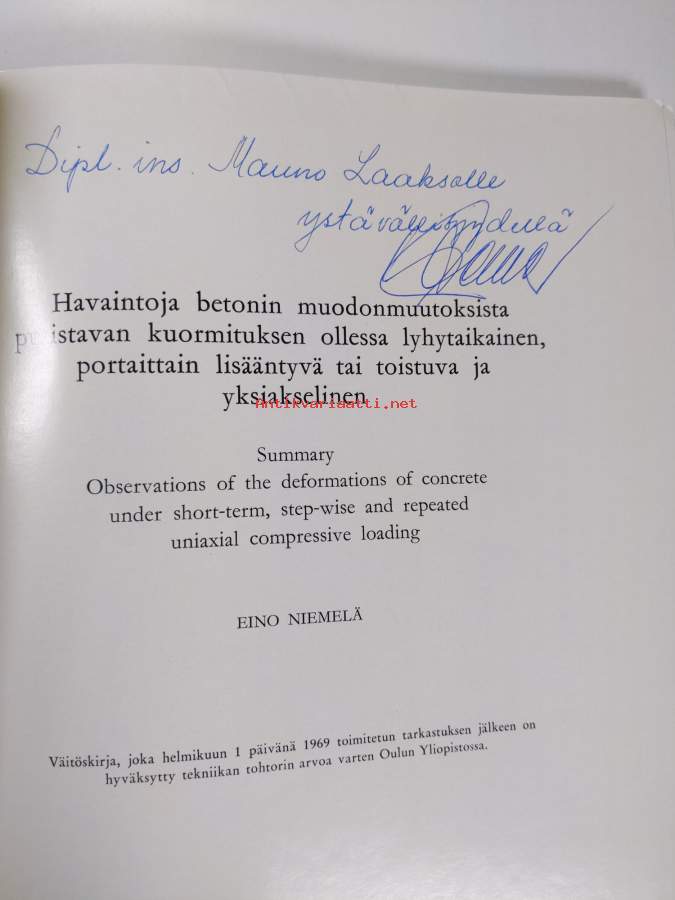 Dipl. ins. Mauno Laaksolle
ystävällisyydellä
Havaintoja betonin muodonmuutoksista
puristavan kuormituksen ollessa lyhytaikainen,
portaittain lisääntyvä tai toistuva ja
yksiakselinen
Antikvariaatti.net
Summary
Observations of the deformations of concrete
under short-term, step-wise and repeated
uniaxial compressive loading
EINO NIEMELÄ
Väitöskirja, joka helmikuun 1 päivänä 1969 toimitetun tarkastuksen jälkeen on
hyväksytty tekniikan tohtorin arvoa varten Oulun Yliopistossa.